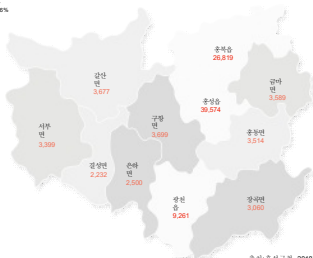 홍북읍
26,819
갈산
면
3,677
금마
면
3,589
홍성읍
39,574
구항
면
3,699
서부
면
3,399
홍동면
3,514
결성면
2,232
은하
면
2,500
장곡면
3,060
광천
읍
9,261